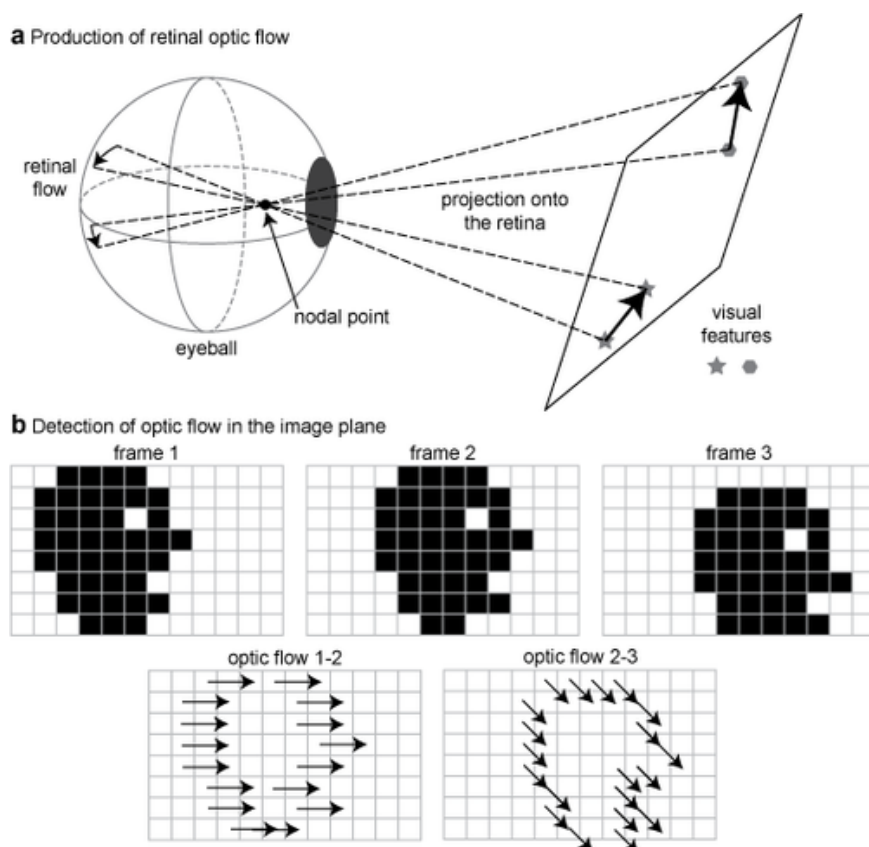 a Production of retinal optic flow
retinal
flow
projection onto
the retina
nodal point
eyeball
visual
features
b Detection of optic flow in the image plane
frame 1
frame 2
frame 3
optic flow 1-2
optic flow 2-3